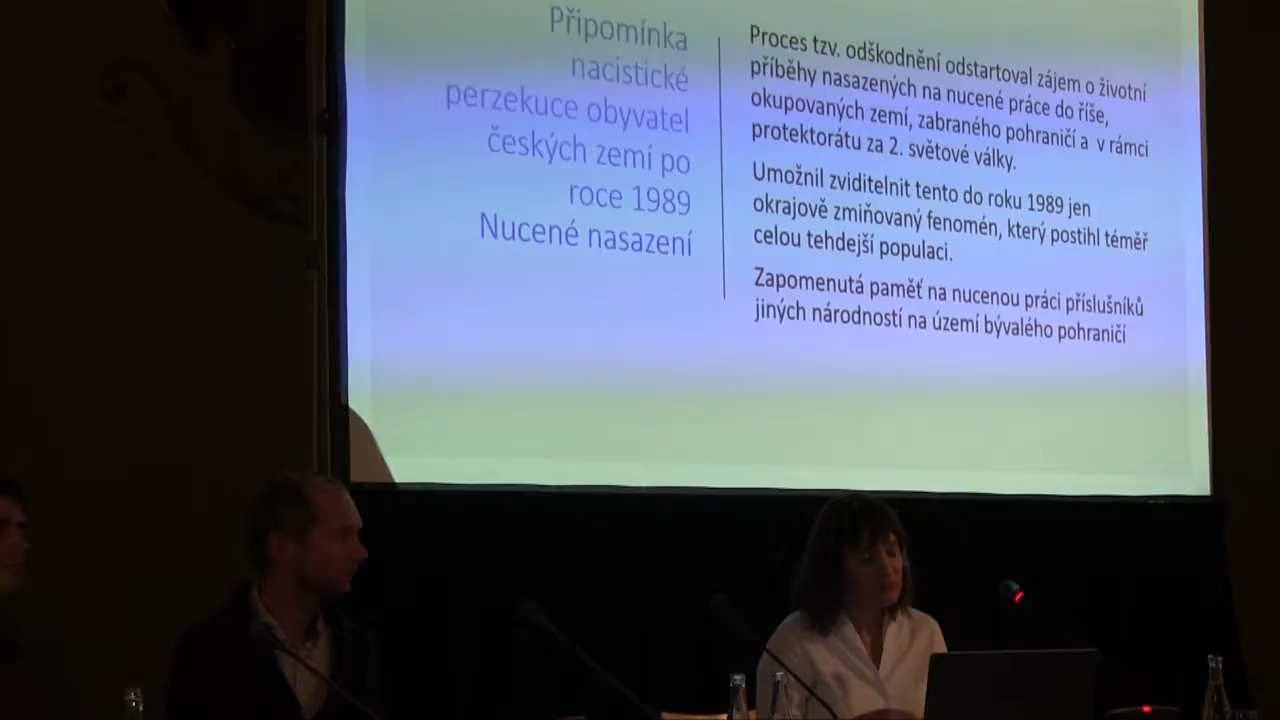 Připomínka
nacistické
perzekuce obyvatel
českých zemí po
roce 1989
Nucené nasazení
Proces tzv. odškodnění odstartoval zájem o životní
příběhy nasazených na nucené práce do říše,
okupovaných zemí, zabraného pohraničí a v rámci
protektorátu za 2. světové války.
Umožnil zviditelnit tento do roku 1989 jen
okrajově zmiňovaný fenomén, který postihl téměř
celou tehdejší populaci.
Zapomenutá paměť na nucenou práci příslušníků
jiných národností na území bývalého pohraničí